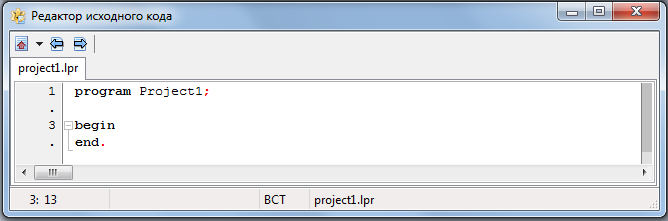 Редактор исходного кода
project1.lpr
1 program Project1;
.
3 begin
. end.
3: 13 ВСТ project1.lpr